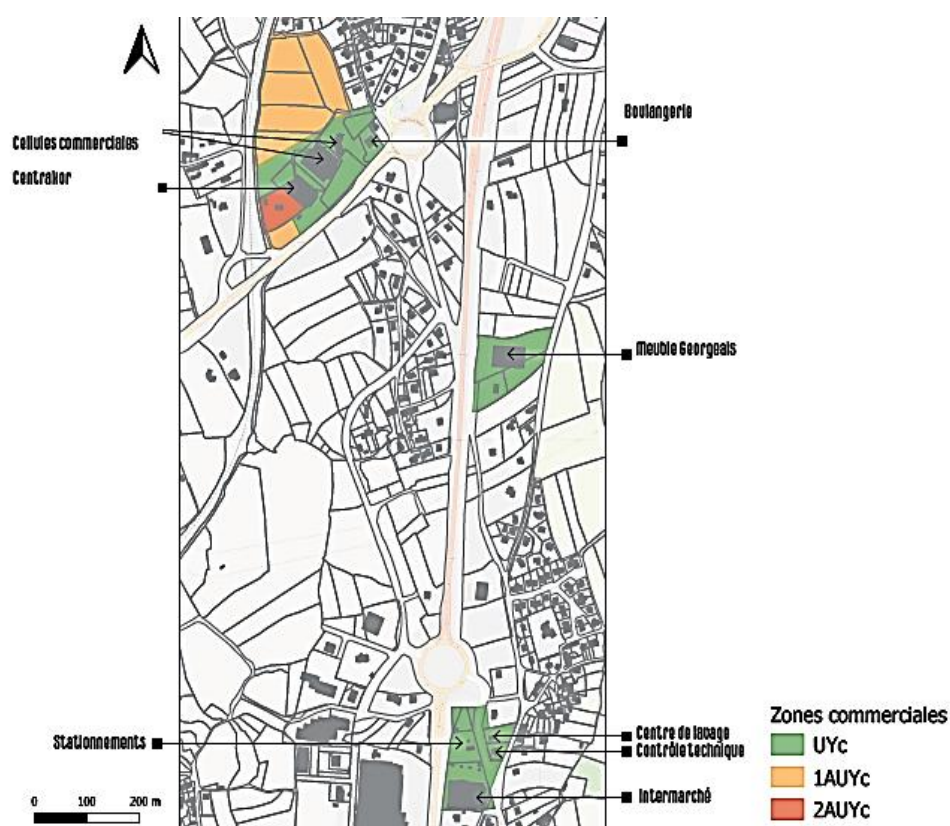 Boulangerie
Cellules commerciales
Centrakor
Meuble Georgeais
Stationnements
Centre de lavage
Contrôle technique
Intermarché
0 100 200 m
Zones commerciales
UYc
1AUYc
2AUYc